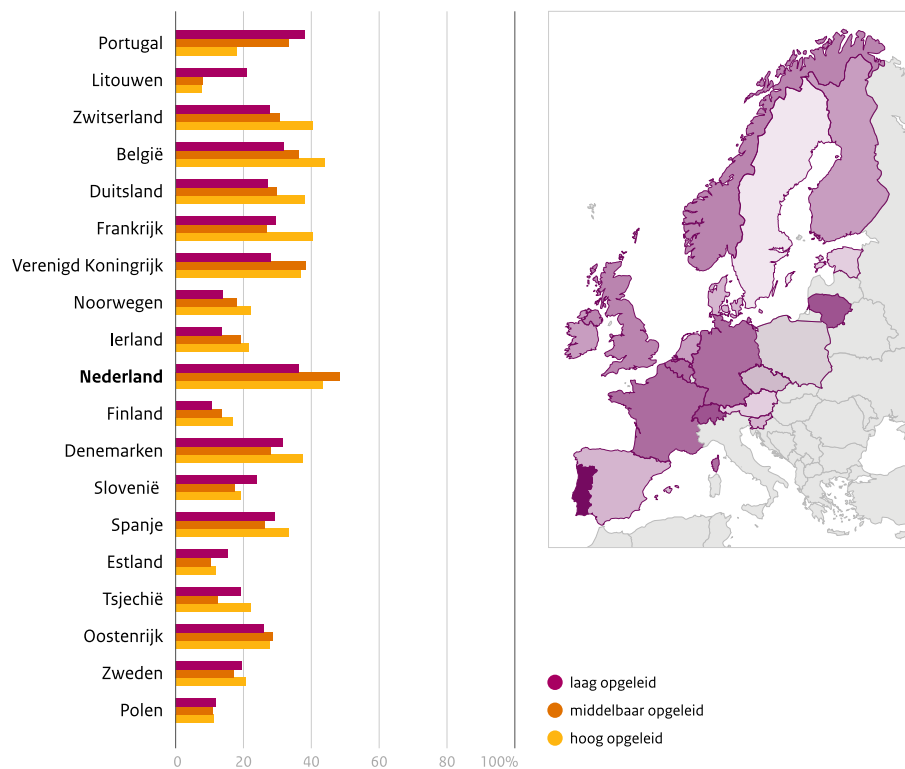 Portugal
Litouwen
Zwitserland
België
Duitsland
Frankrijk
Verenigd Koningrijk
Noorwegen
Ierland
Nederland
Finland
Denemarken
Slovenië
Spanje
Estland
Tsjechië
Oostenrijk
Zweden
Polen
0 20 40 60 80 100%
laag opgeleid
middelbaar opgeleid
hoog opgeleid